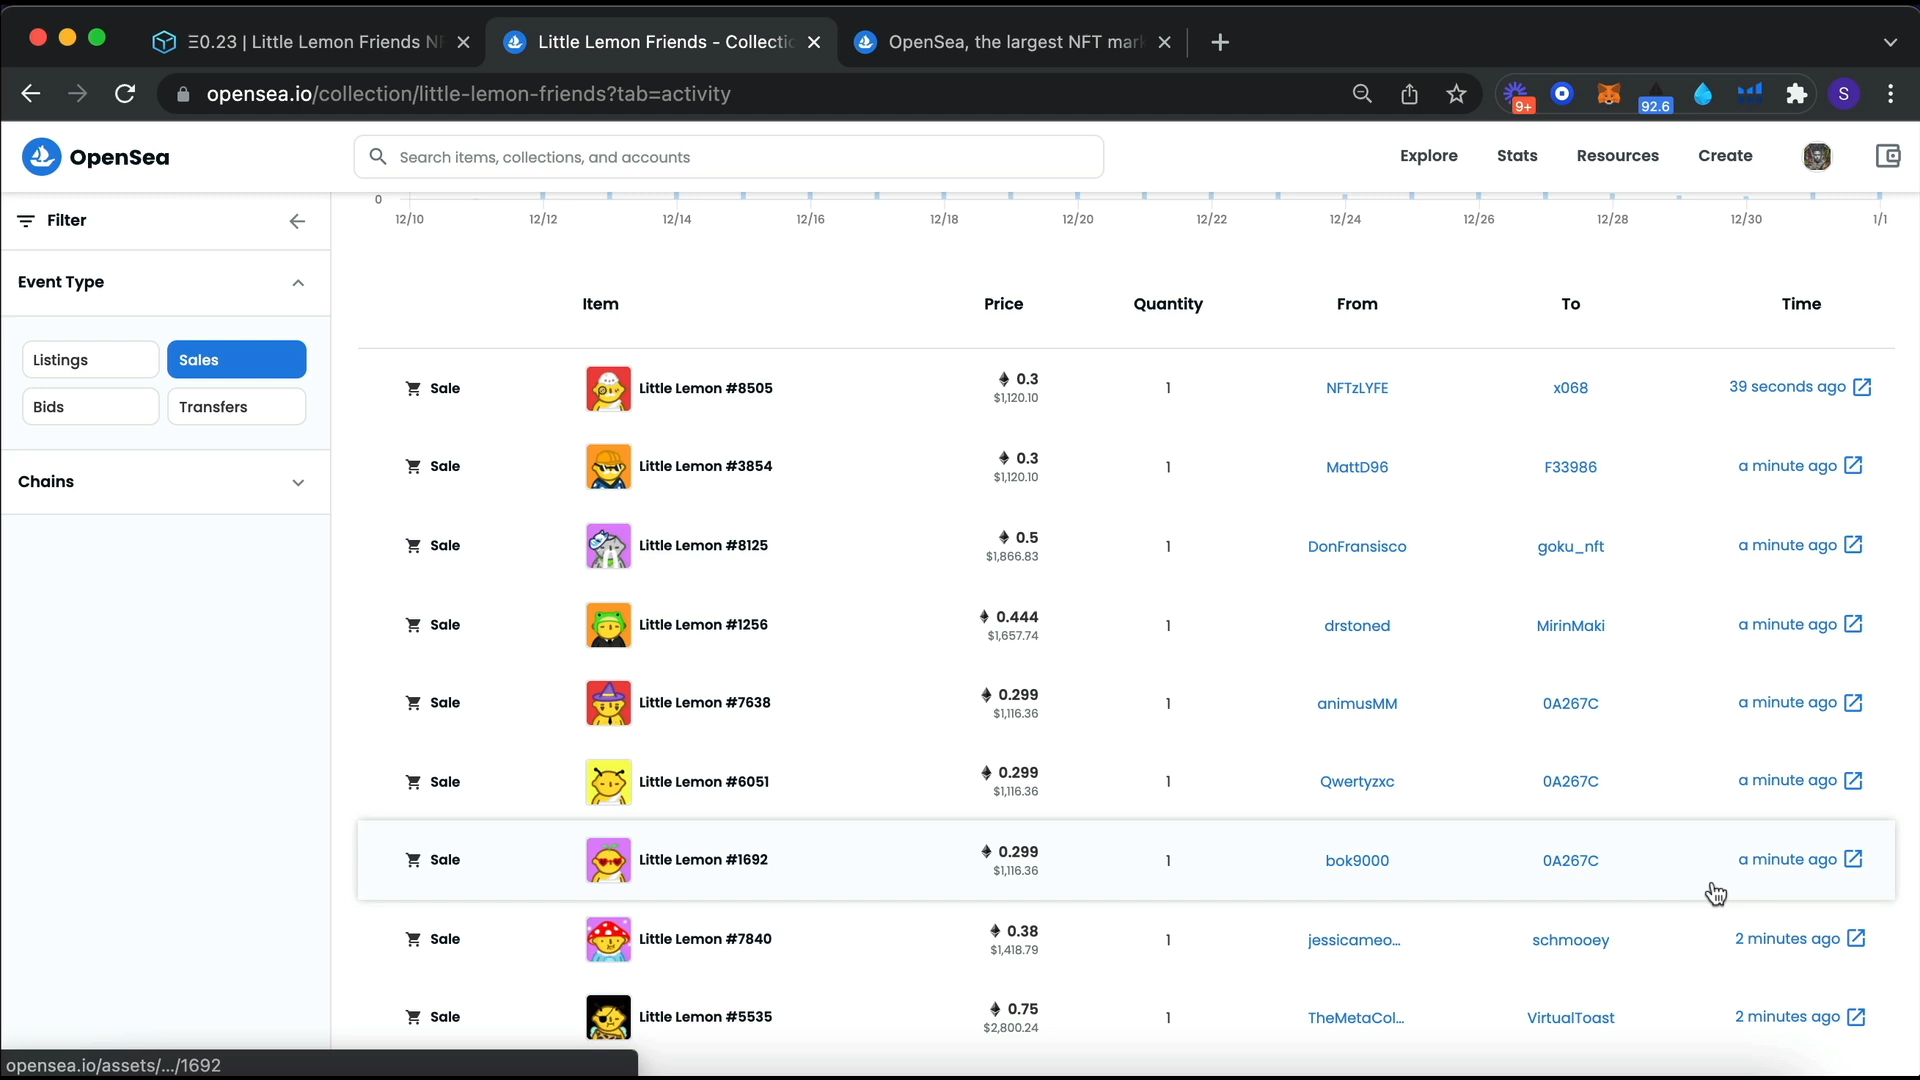 Ξ0.23 | Little Lemon Friends N
Little Lemon Friends - Collectic
OpenSea, the largest NFT mar
opensea.io/collection/little-lemon-friends?tab=activity
9+
92.6
S
OpenSea
Search items, collections, and accounts
Explore
Stats
Resources
Create
Filter
0
12/10
12/12
12/14
12/16
12/18
12/20
12/22
12/24
12/26
12/28
12/30
1/1
Event Type
Listings
Sales
Bids
Transfers
Chains
Item Price Quantity From To Time
Sale Little Lemon #8505 0.3 1 NFTzLYFE x068 39 seconds ago
$1,120.10
Sale Little Lemon #3854 0.3 1 MattD96 F33986 a minute ago
$1,120.10
Sale Little Lemon #8125 0.5 1 DonFransisco goku_nft a minute ago
$1,866.83
Sale Little Lemon #1256 0.444 1 drstoned MirinMaki a minute ago
$1,657.74
Sale Little Lemon #7638 0.299 1 animusMM 0A267C a minute ago
$1,116.36
Sale Little Lemon #6051 0.299 1 Qwertyzxc 0A267C a minute ago
$1,116.36
Sale Little Lemon #1692 0.299 1 bok9000 0A267C a minute ago
$1,116.36
Sale Little Lemon #7840 0.38 1 jessicameo... schmooey 2 minutes ago
$1,418.79
Sale Little Lemon #5535 0.75 1 TheMetaCol... VirtualToast 2 minutes ago
$2,800.24
opensea.io/assets/.../1692